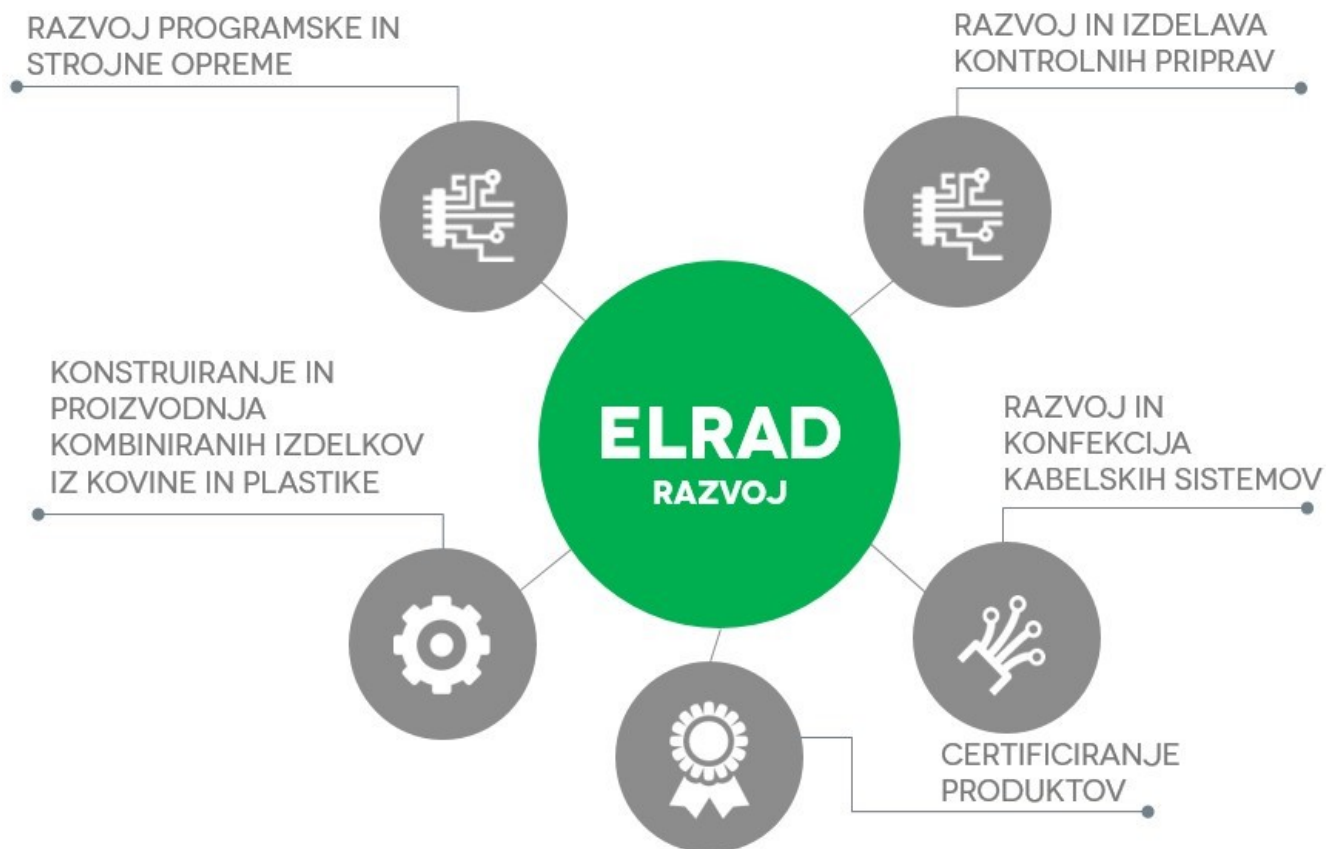 RAZVOJ PROGRAMSKE IN
STROJNE OPREME
RAZVOJ IN IZDELAVA
KONTROLNIH PRIPRAV
KONSTRUIRANJE IN
PROIZVODNJA
KOMBINIRANIH IZDELKOV
IZ KOVINE IN PLASTIKE
ELRAD
RAZVOJ
RAZVOJ IN
KONFEKCIJA
KABELSKIH SISTEMOV
CERTIFICIRANJE
PRODUKTOV